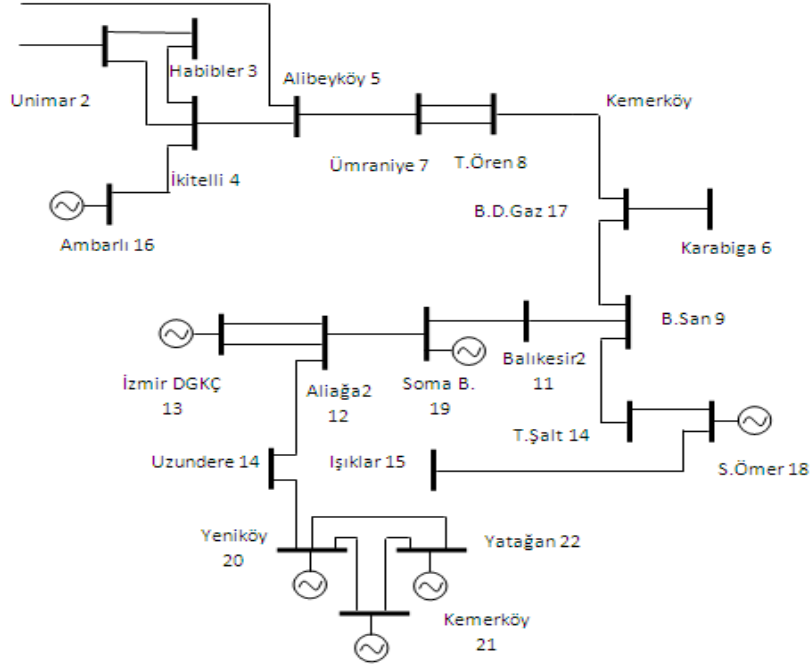 Habibler 3
Unimar 2
Alibeyköy 5
Kemerköy
Ümraniye 7
T.Ören 8
İkitelli 4
B.D.Gaz 17
Ambarlı 16
Karabiga 6
B.San 9
İzmir DGKÇ
13
Aliağa2
12
Soma B.
19
Balıkesir2
11
T.Şalt 14
S.Ömer 18
Uzundere 14
Işıklar 15
Yeniköy
20
Yatağan 22
Kemerköy
21